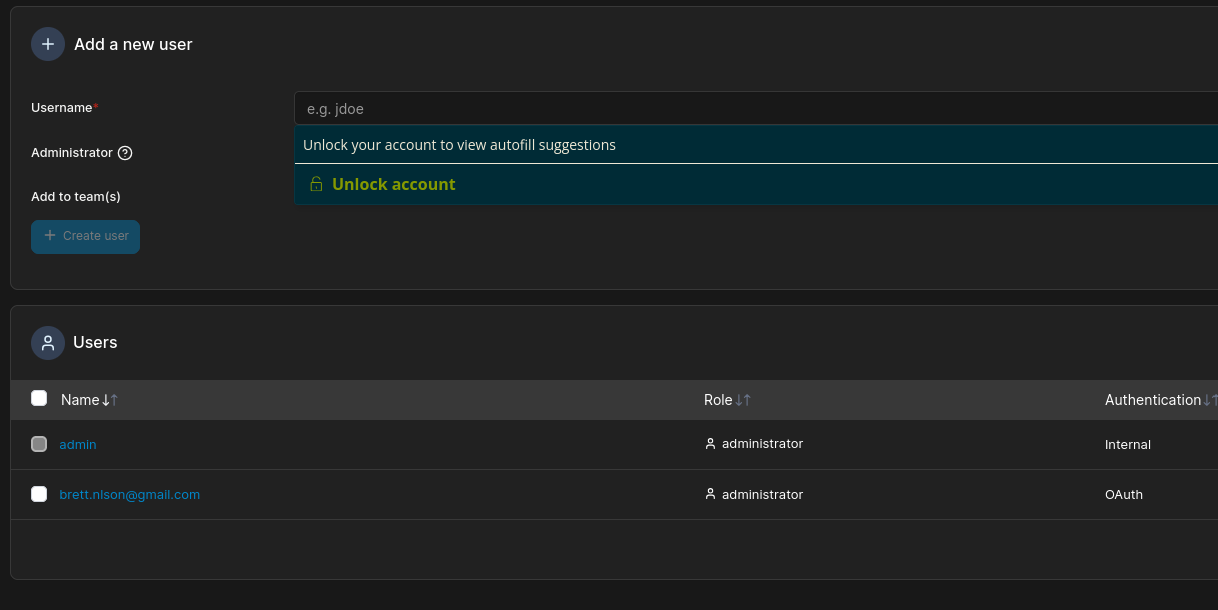 Add a new user
Username*
e.g. jdoe
Unlock your account to view autofill suggestions
Administrator
Unlock account
Add to team(s)
Create user
Users
Name Role Authentication
admin administrator Internal
brett.nlson@gmail.com administrator OAuth